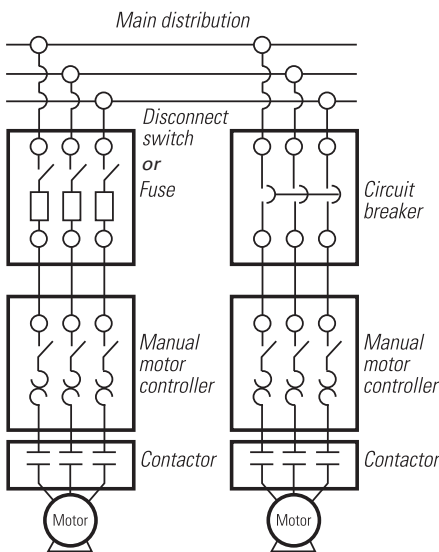 Main distribution
Disconnect
switch
or
Fuse
Circuit
breaker
Manual
motor
controller
Manual
motor
controller
Contactor
Contactor
Motor
Motor